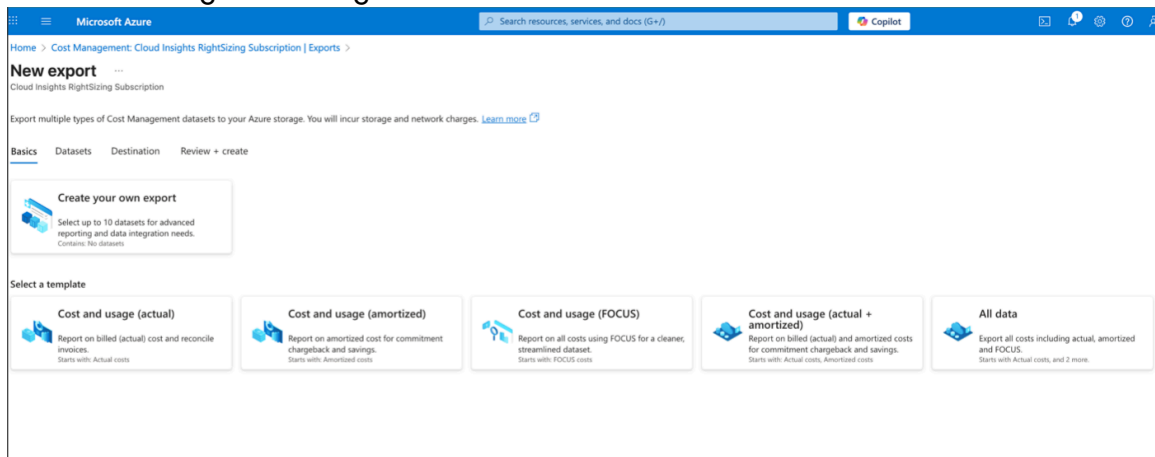 Microsoft Azure
Search resources, services, and docs (G+/)
Copilot
1
Home > Cost Management: Cloud Insights RightSizing Subscription | Exports >
New export ...
Cloud Insights RightSizing Subscription
Export multiple types of Cost Management datasets to your Azure storage. You will incur storage and network charges. Learn more
Basics Datasets Destination Review + create
Create your own export
Select up to 10 datasets for advanced
reporting and data integration needs.
Contains: No datasets
Select a template
Cost and usage (actual)
Report on billed (actual) cost and reconcile
invoices.
Starts with: Actual costs
Cost and usage (amortized)
Report on amortized cost for commitment
chargeback and savings.
Starts with: Amortized costs
Cost and usage (FOCUS)
Report on all costs using FOCUS for a cleaner,
streamlined dataset.
Starts with: FOCUS costs
Cost and usage (actual +
amortized)
Report on billed (actual) and amortized costs
for commitment chargeback and savings.
Starts with: Actual costs, Amortized costs
All data
Export all costs including actual, amortized
and FOCUS.
Starts with Actual costs, and 2 more.